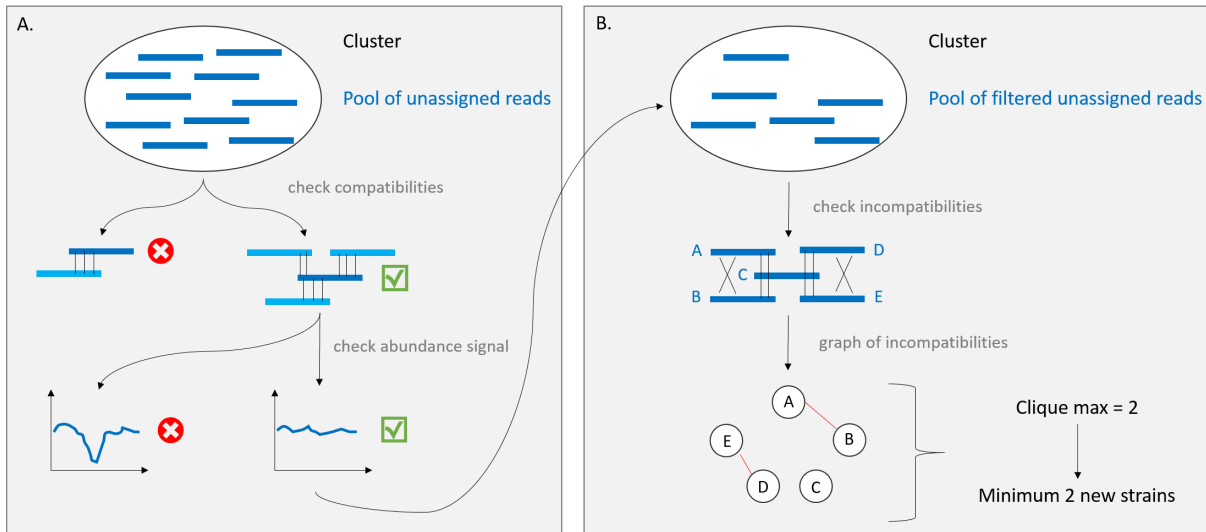 A.
Cluster
Pool of unassigned reads
check compatibilities
check abundance signal
B.
Cluster
Pool of filtered unassigned reads
check incompatibilities
A
D
C
B
E
graph of incompatibilities
A
E
B
D
C
Clique max = 2
Minimum 2 new strains